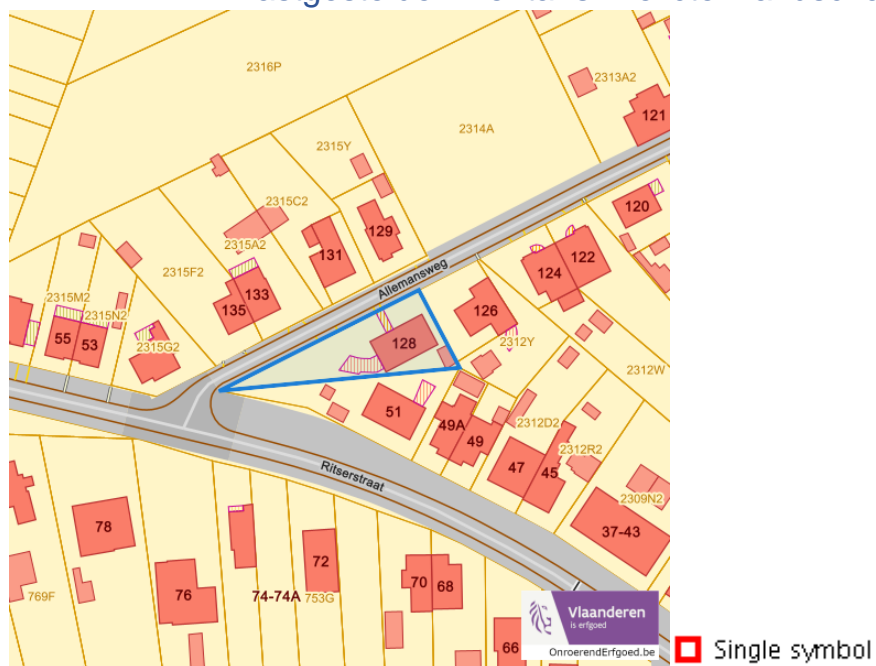 2316P
2313A2
121
2314A
2315Y
2315C2
120
129
2315A2
131
122
124
2315F2
Allemansweg
133
135
126
2315M2
2315N2
55
53
128
2312Y
2315G2
2312W
51
49A
49
2312D2
2312R2
47
45
Ritserstraat
2309N2
78
37-43
72
70
68
76
74-74A
753G
769F
66
Vlaanderen
is erfgoed
OnroerendErfgoed.be
Single symbol